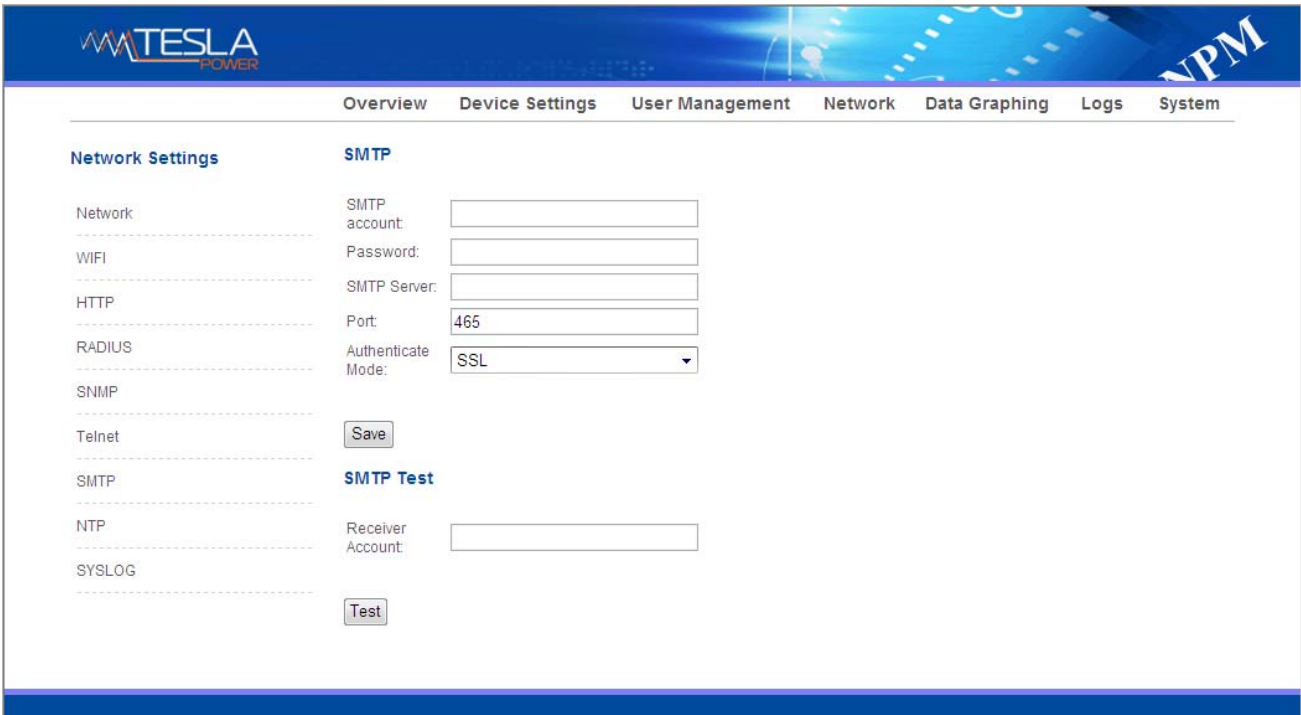 TESLA
POWER
NPM
Overview Device Settings User Management Network Data Graphing Logs System
Network Settings
Network
WIFI
HTTP
RADIUS
SNMP
Telnet
SMTP
NTP
SYSLOG
SMTP
SMTP
account:
Password:
SMTP Server:
Port: 465
Authenticate
Mode: SSL
Save
SMTP Test
Receiver
Account:
Test